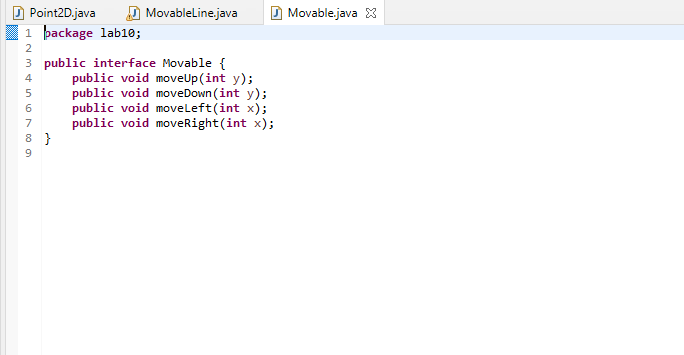 Point2D.java MovableLine.java Movable.java
1 package lab10;
2
3 public interface Movable {
4 public void moveUp(int y);
5 public void moveDown(int y);
6 public void moveLeft(int x);
7 public void moveRight(int x);
8 }
9